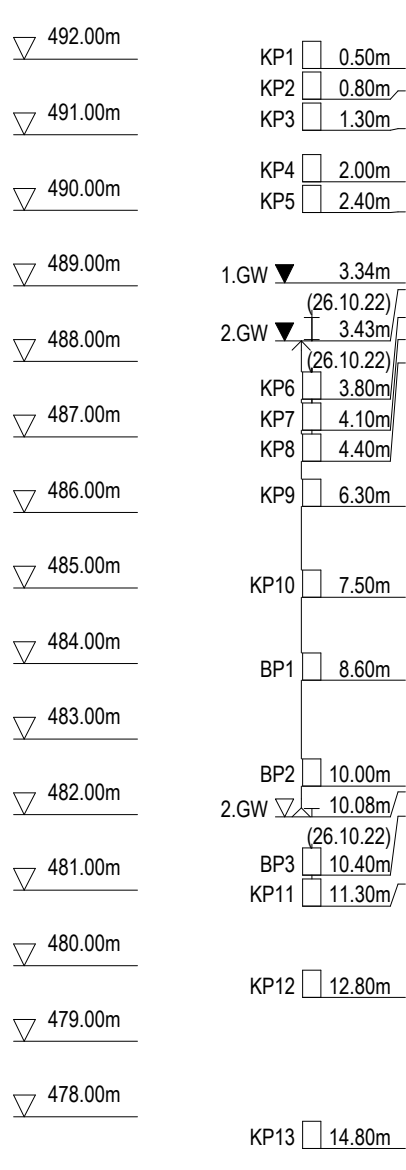 492.00m
KP1 0.50m
KP2 0.80m
491.00m
KP3 1.30m
KP4 2.00m
490.00m
KP5 2.40m
489.00m
1.GW 3.34m
(26.10.22)
488.00m
2.GW 3.43m
(26.10.22)
KP6 3.80m
487.00m
KP7 4.10m
KP8 4.40m
486.00m
KP9 6.30m
485.00m
KP10 7.50m
484.00m
BP1 8.60m
483.00m
BP2 10.00m
482.00m
2.GW 10.08m
(26.10.22)
481.00m
BP3 10.40m
KP11 11.30m
480.00m
KP12 12.80m
479.00m
478.00m
KP13 14.80m